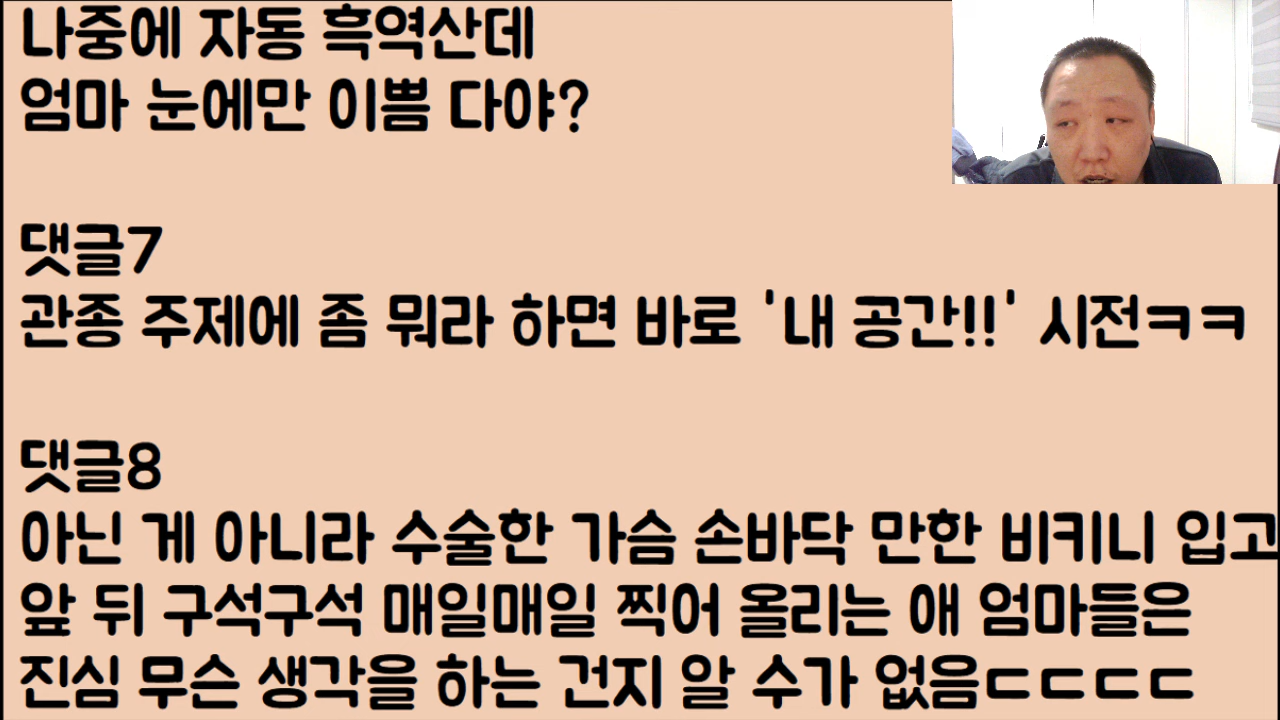 나중에 자동 흑역산데
엄마 눈에만 이쁨 다야?
댓글7
관종 주제에 좀 뭐라 하면 바로 '내 공간!!' 시전ㅋㅋ
댓글8
아닌 게 아니라 수술한 가슴 손바닥 만한 비키니 입고
앞 뒤 구석구석 매일매일 찍어 올리는 애 엄마들은
진심 무슨 생각을 하는 건지 알 수가 없음ㄷㄷㄷㄷ